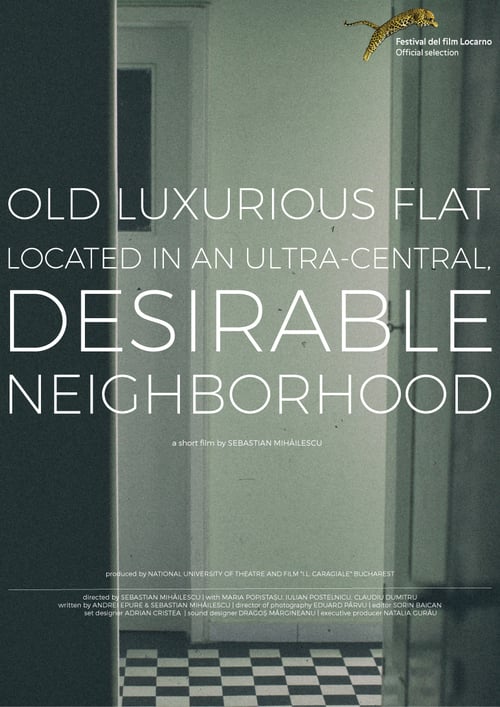 Festival del film Locarno
Official selection
OLD LUXURIOUS FLAT
LOCATED IN AN ULTRA-CENTRAL,
DESIRABLE
NEIGHBORHOOD
a short film by SEBASTIAN MIHĂILESCU
produced by NATIONAL UNIVERSITY OF THEATRE AND FILM "I.L. CARAGIALE" BUCHAREST
directed by SEBASTIAN MIHĂILESCU | with MARIA POPISTAȘU, IULIAN POSTELNICU, CLAUDIU DUMITRU
written by ANDREI EPURE & SEBASTIAN MIHĂILESCU | director of photography EDUARD PÂRVU | editor SORIN BAICAN
set designer ADRIAN CRISTEA | sound designer DRAGOȘ MĂRGINEANU | executive producer NATALIA GURĂU